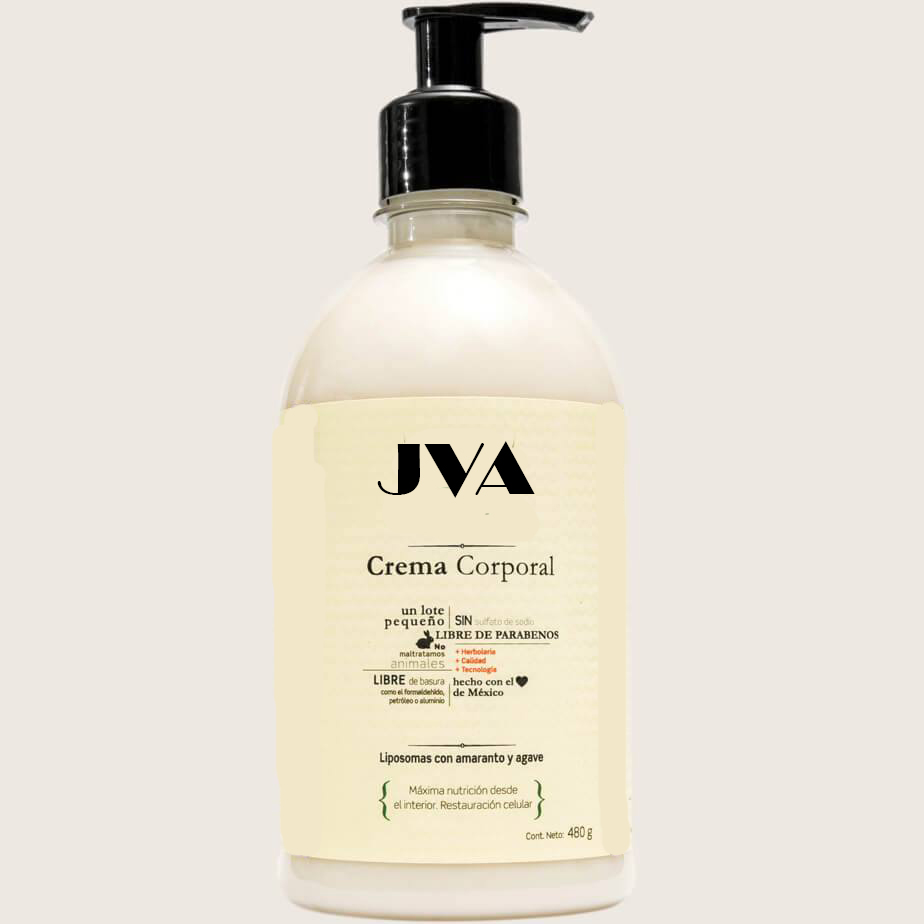 JVA
Crema Corporal
un lote
pequeño
SIN sulfato de sodio
LIBRE DE PARABENOS
No
maltratamos
animales
+ Herbolaria
+ Calidad
+ Tecnología
LIBRE de basura
como el formaldehído,
petróleo o aluminio
hecho con el
de México
Liposomas con amaranto y agave
{ Máxima nutrición desde
el interior. Restauración celular }
Cont. Neto: 480 g